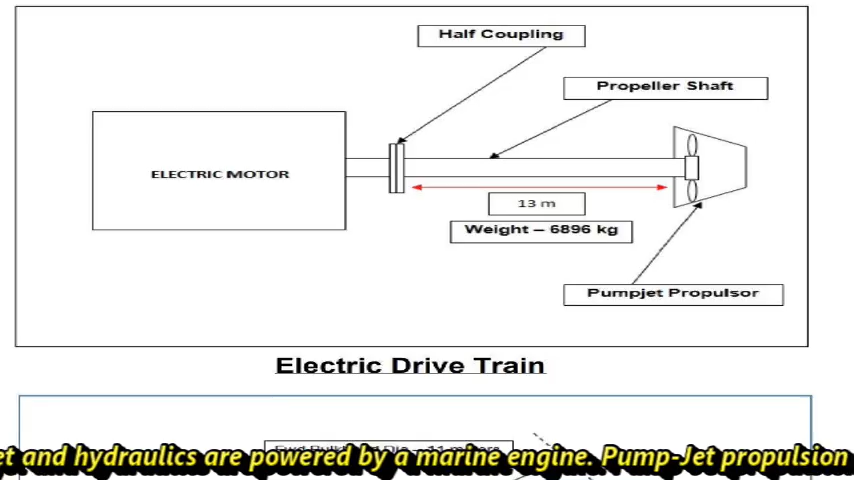 Half Coupling
Propeller Shaft
ELECTRIC MOTOR
13 m
Weight – 6896 kg
Pumpjet Propulsor
Electric Drive Train
et and hydraulics are powered by a marine engine. Pump-Jet propulsion